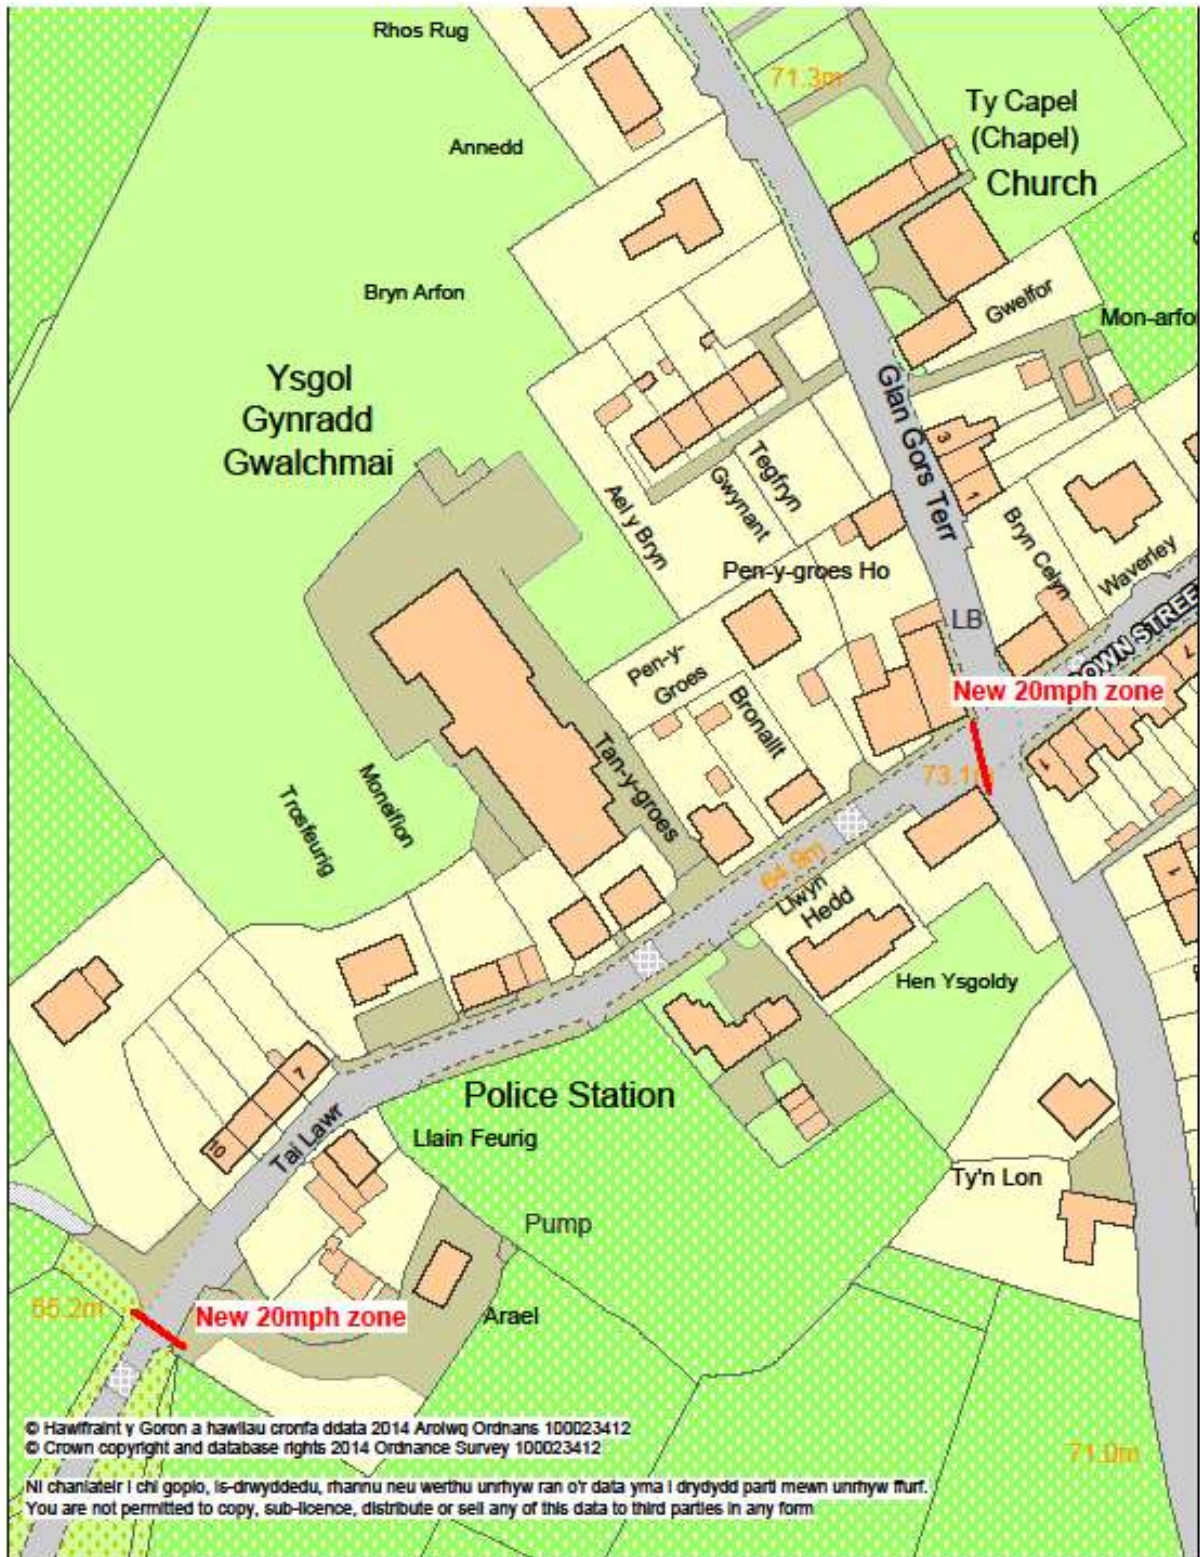 Rhos Rug
71.3m
Ty Capel
(Chapel)
Church
Annedd
Bryn Arfon
Gwelfor
Mon-arfo
Ysgol
Gynradd
Gwalchmai
Glan Gors Terr
3
1
Tegfryn
Gwynant
Ael y Bryn
Bryn Celyn
Waverley
Pen-y-groes Ho
LB
Pen-y-
Groes
Bronallt
New 20mph zone
7
1
73.1m
Tan-y-groes
Monaifion
Trosfeurig
64.9m
Llwyn
Hedd
1
Hen Ysgoldy
7
10
Tai Lawr
Police Station
Llain Feurig
Ty'n Lon
Pump
New 20mph zone
Arael
71.0m
© Hawlfraint y Goron a hawliau cronfa ddata 2014 Arolwg Ordnans 100023412
© Crown copyright and database rights 2014 Ordnance Survey 100023412
Ni chaniateir i chi gopio, is-drwyddedu, rhannu neu werthu unrhyw ran o'r data yma i drydydd parti mewn unrhyw ffurf.
You are not permitted to copy, sub-licence, distribute or sell any of this data to third parties in any form